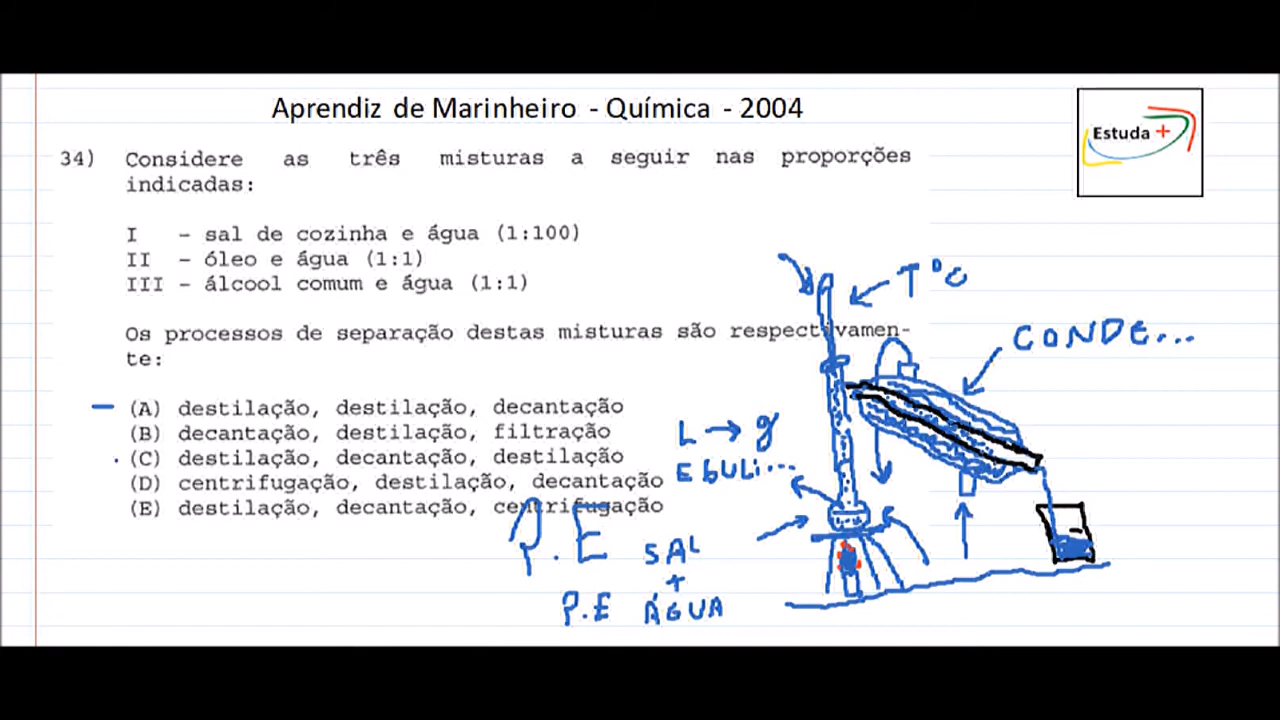 Aprendiz de Marinheiro - Química - 2004
Estuda +
34) Considere as três misturas a seguir nas proporções
indicadas:
I - sal de cozinha e água (1:100)
II - óleo e água (1:1)
III - álcool comum e água (1:1)
Os processos de separação destas misturas são respectivamen-
te:
(A) destilação, destilação, decantação
(B) decantação, destilação, filtração
(C) destilação, decantação, destilação
(D) centrifugação, destilação, decantação
(E) destilação, decantação, centrifugação
T°C
CONDE...
L → g
EBULI...
P.E
SAL
+
P.E ÁGUA